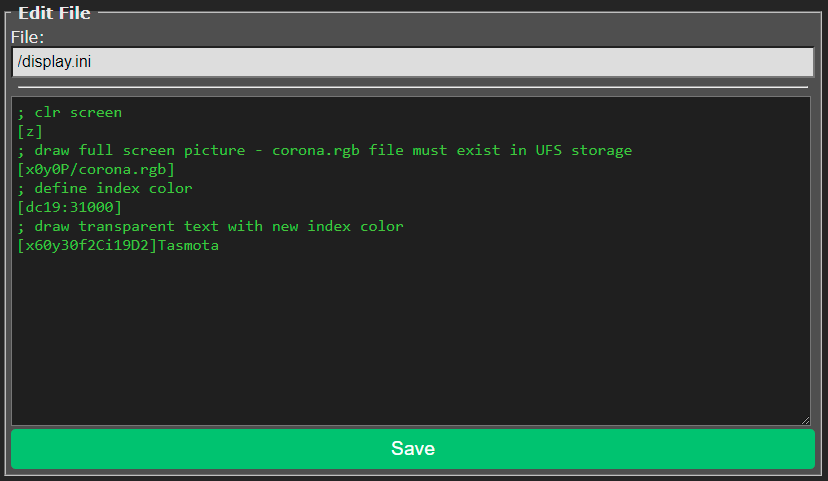 Edit File
File:
/display.ini
; clr screen
[z]
; draw full screen picture - corona.rgb file must exist in UFS storage
[x0y0P/corona.rgb]
; define index color
[dc19:31000]
; draw transparent text with new index color
[x60y30f2Ci19D2]Tasmota
Save